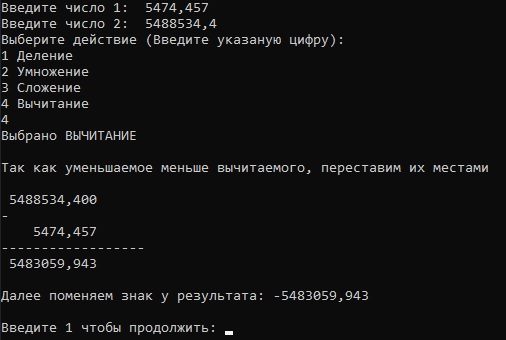 Введите число 1:  5474,457
Введите число 2:  5488534,4
Выберите действие (Введите указаную цифру):
1 Деление
2 Умножение
3 Сложение
4 Вычитание
4
Выбрано ВЫЧИТАНИЕ
Так как уменьшаемое меньше вычитаемого, переставим их местами
5488534,400
-
5474,457
------------------
5483059,943
Далее поменяем знак у результата: -5483059,943
Введите 1 чтобы продолжить: